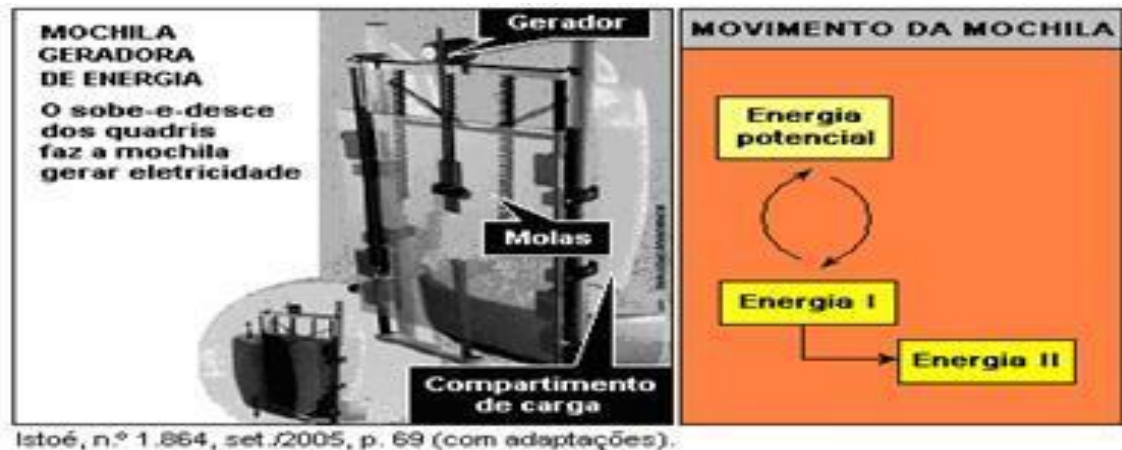 MOCHILA
GERADORA
DE ENERGIA
O sobe-e-desce
dos quadris
faz a mochila
gerar eletricidade
Gerador
Molas
Compartimento
de carga
MOVIMENTO DA MOCHILA
Energia
potencial
Energia I
Energia II
Istoé, n.º 1.864, set./2005, p. 69 (com adaptações).